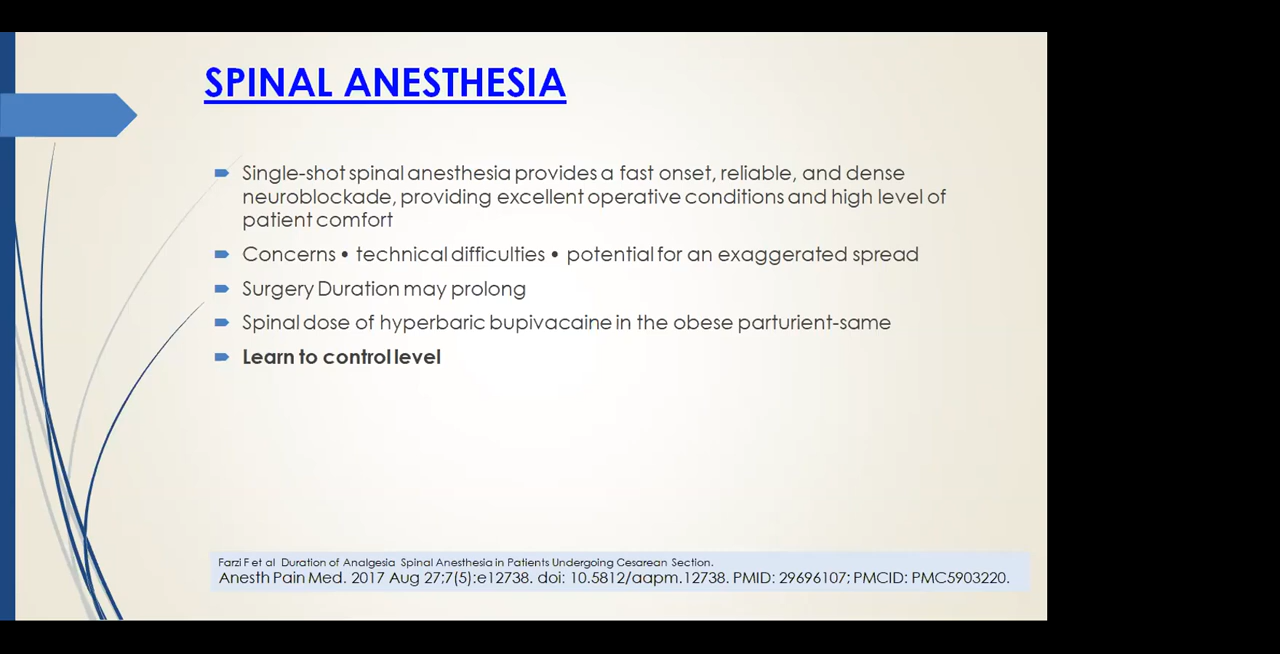 SPINAL ANESTHESIA
Single-shot spinal anesthesia provides a fast onset, reliable, and dense
neuroblockade, providing excellent operative conditions and high level of
patient comfort
Concerns • technical difficulties • potential for an exaggerated spread
Surgery Duration may prolong
Spinal dose of hyperbaric bupivacaine in the obese parturient-same
Learn to control level
Farzi F et al Duration of Analgesia Spinal Anesthesia in Patients Undergoing Cesarean Section.
Anesth Pain Med. 2017 Aug 27;7(5):e12738. doi: 10.5812/aapm.12738. PMID: 29696107; PMCID: PMC5903220.